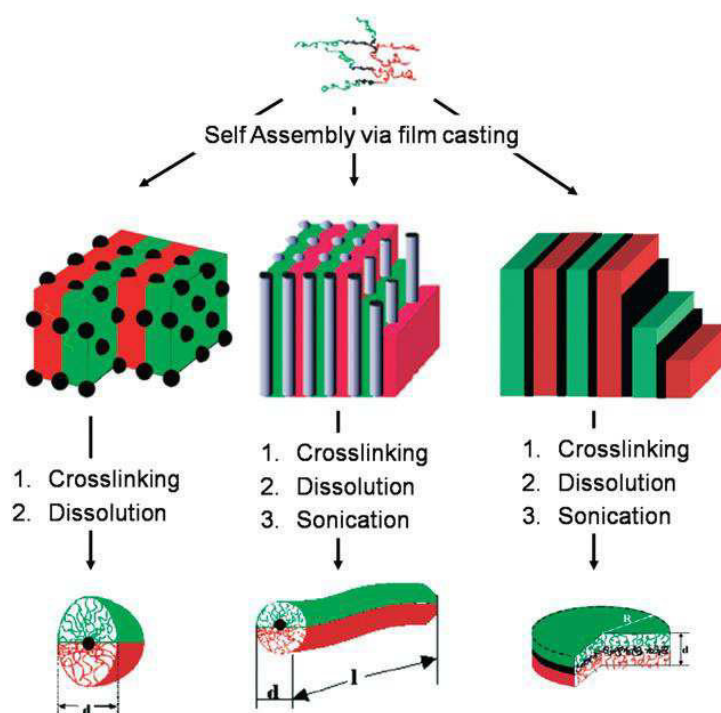 Self Assembly via film casting
1. Crosslinking
2. Dissolution
1. Crosslinking
2. Dissolution
3. Sonication
1. Crosslinking
2. Dissolution
3. Sonication
d
d
l
R
d